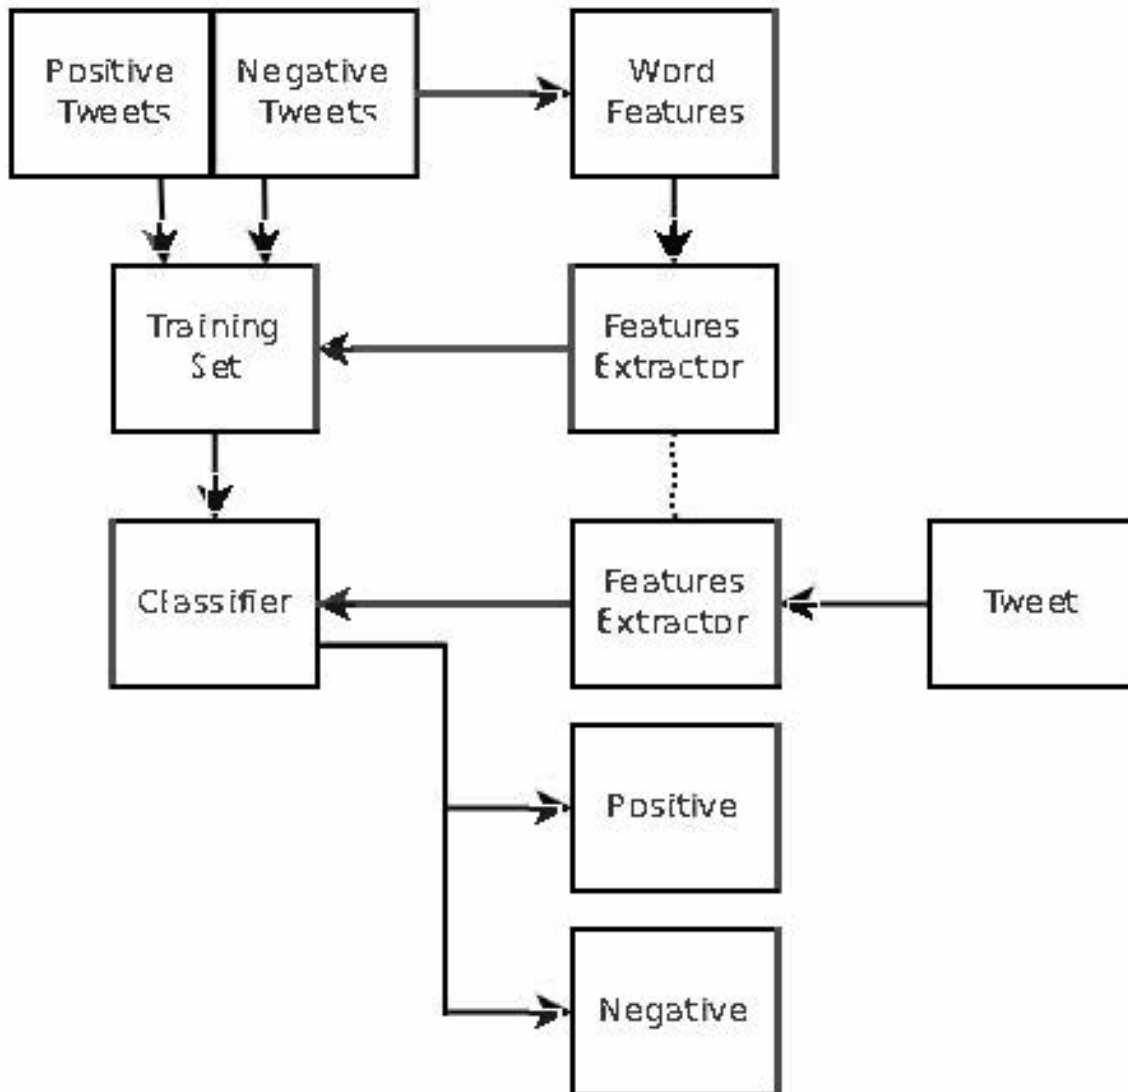 Positive
Tweets
Negative
Tweets
Word
Features
Training
Set
Features
Extractor
Classifier
Features
Extractor
Tweet
Positive
Negative